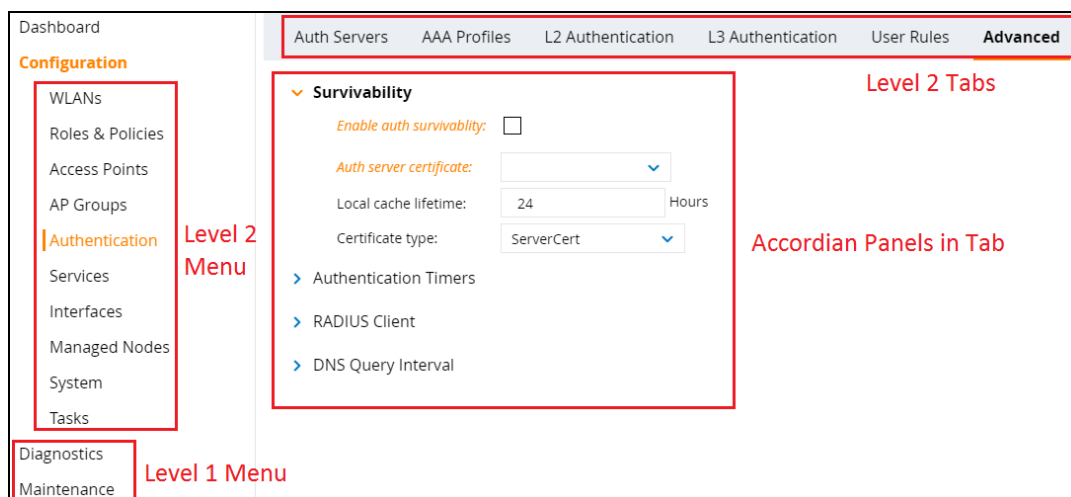 Dashboard
Configuration
WLANs
Roles & Policies
Access Points
AP Groups
Authentication
Services
Interfaces
Managed Nodes
System
Tasks
Diagnostics
Maintenance
Level 2
Menu
Level 1 Menu
Auth Servers AAA Profiles L2 Authentication L3 Authentication User Rules Advanced
Level 2 Tabs
Survivability
Enable auth survivablity:
Auth server certificate:
Local cache lifetime: 24 Hours
Certificate type: ServerCert
Authentication Timers
RADIUS Client
DNS Query Interval
Accordian Panels in Tab